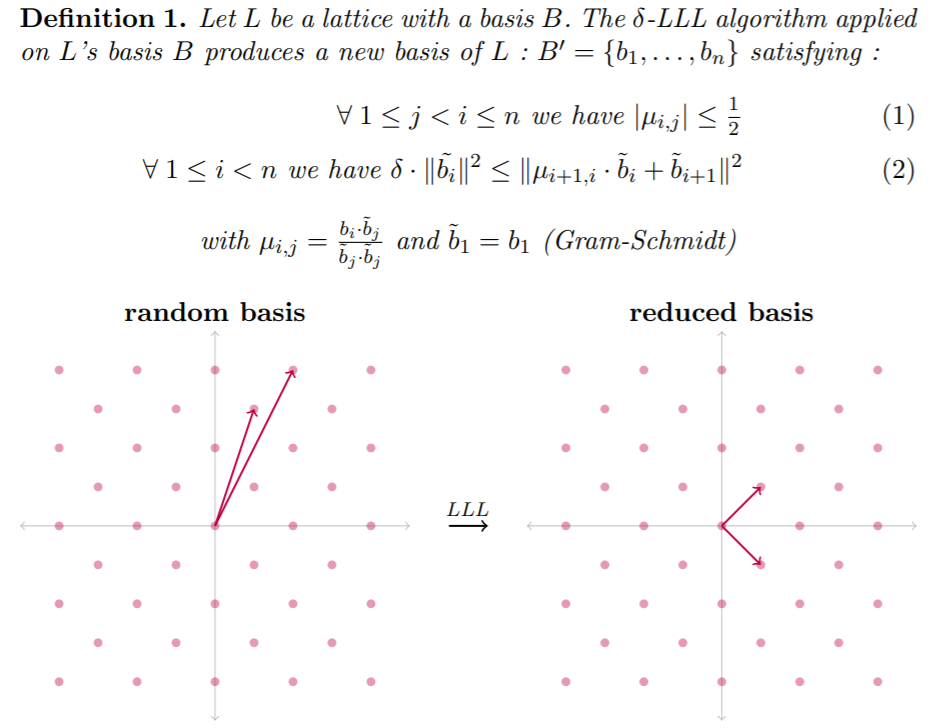 Definition 1. Let L be a lattice with a basis B. The δ-LLL algorithm applied
on L's basis B produces a new basis of L : B′ = {b₁, . . . , bₙ} satisfying :
∀ 1 ≤ j < i ≤ n we have |μᵢ,ⱼ| ≤ 1/2 (1)
∀ 1 ≤ i < n we have δ · ‖b̃ᵢ‖² ≤ ‖μᵢ₊₁,ᵢ · b̃ᵢ + b̃ᵢ₊₁‖² (2)
with μᵢ,ⱼ = (bᵢ·b̃ⱼ)/(b̃ⱼ·b̃ⱼ) and b̃₁ = b₁ (Gram-Schmidt)
random basis reduced basis
LLL